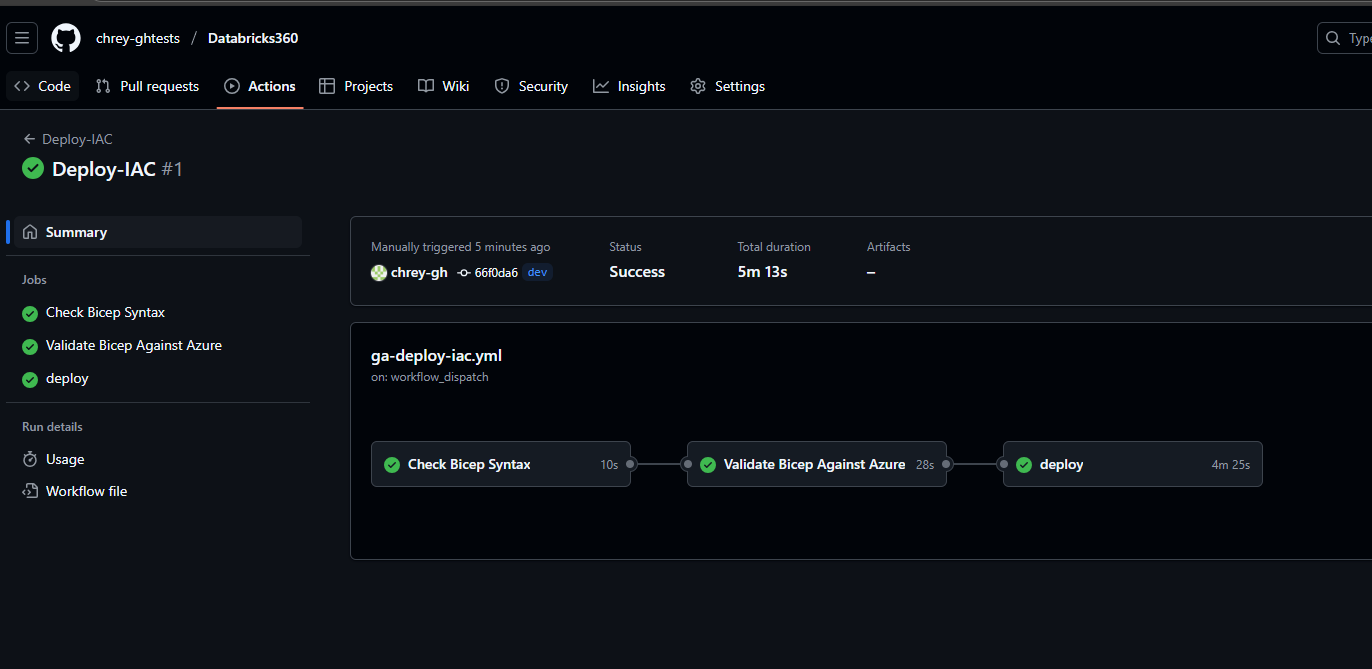 chrey-ghtests / Databricks360
Type
Code Pull requests Actions Projects Wiki Security Insights Settings
Deploy-IAC
Deploy-IAC #1
Summary
Jobs
Check Bicep Syntax
Validate Bicep Against Azure
deploy
Run details
Usage
Workflow file
Manually triggered 5 minutes ago Status Total duration Artifacts
chrey-gh 66f0da6 dev Success 5m 13s –
ga-deploy-iac.yml
on: workflow_dispatch
Check Bicep Syntax 10s Validate Bicep Against Azure 28s deploy 4m 25s